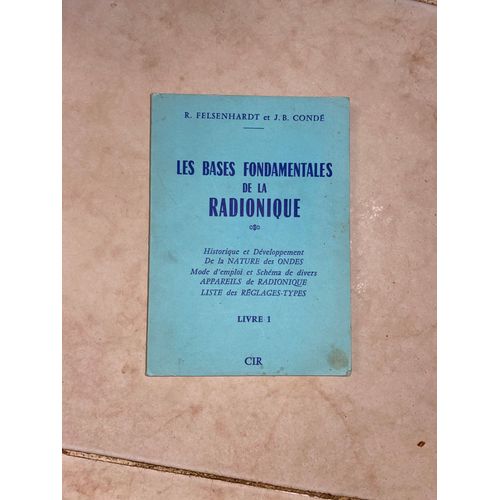 R. FELSENHARDT et J. B. CONDÉ
LES BASES FONDAMENTALES
DE LA
RADIONIQUE
Historique et Développement
De la NATURE des ONDES
Mode d'emploi et Schéma de divers
APPAREILS de RADIONIQUE
LISTE des RÉGLAGES-TYPES
LIVRE 1
CIR